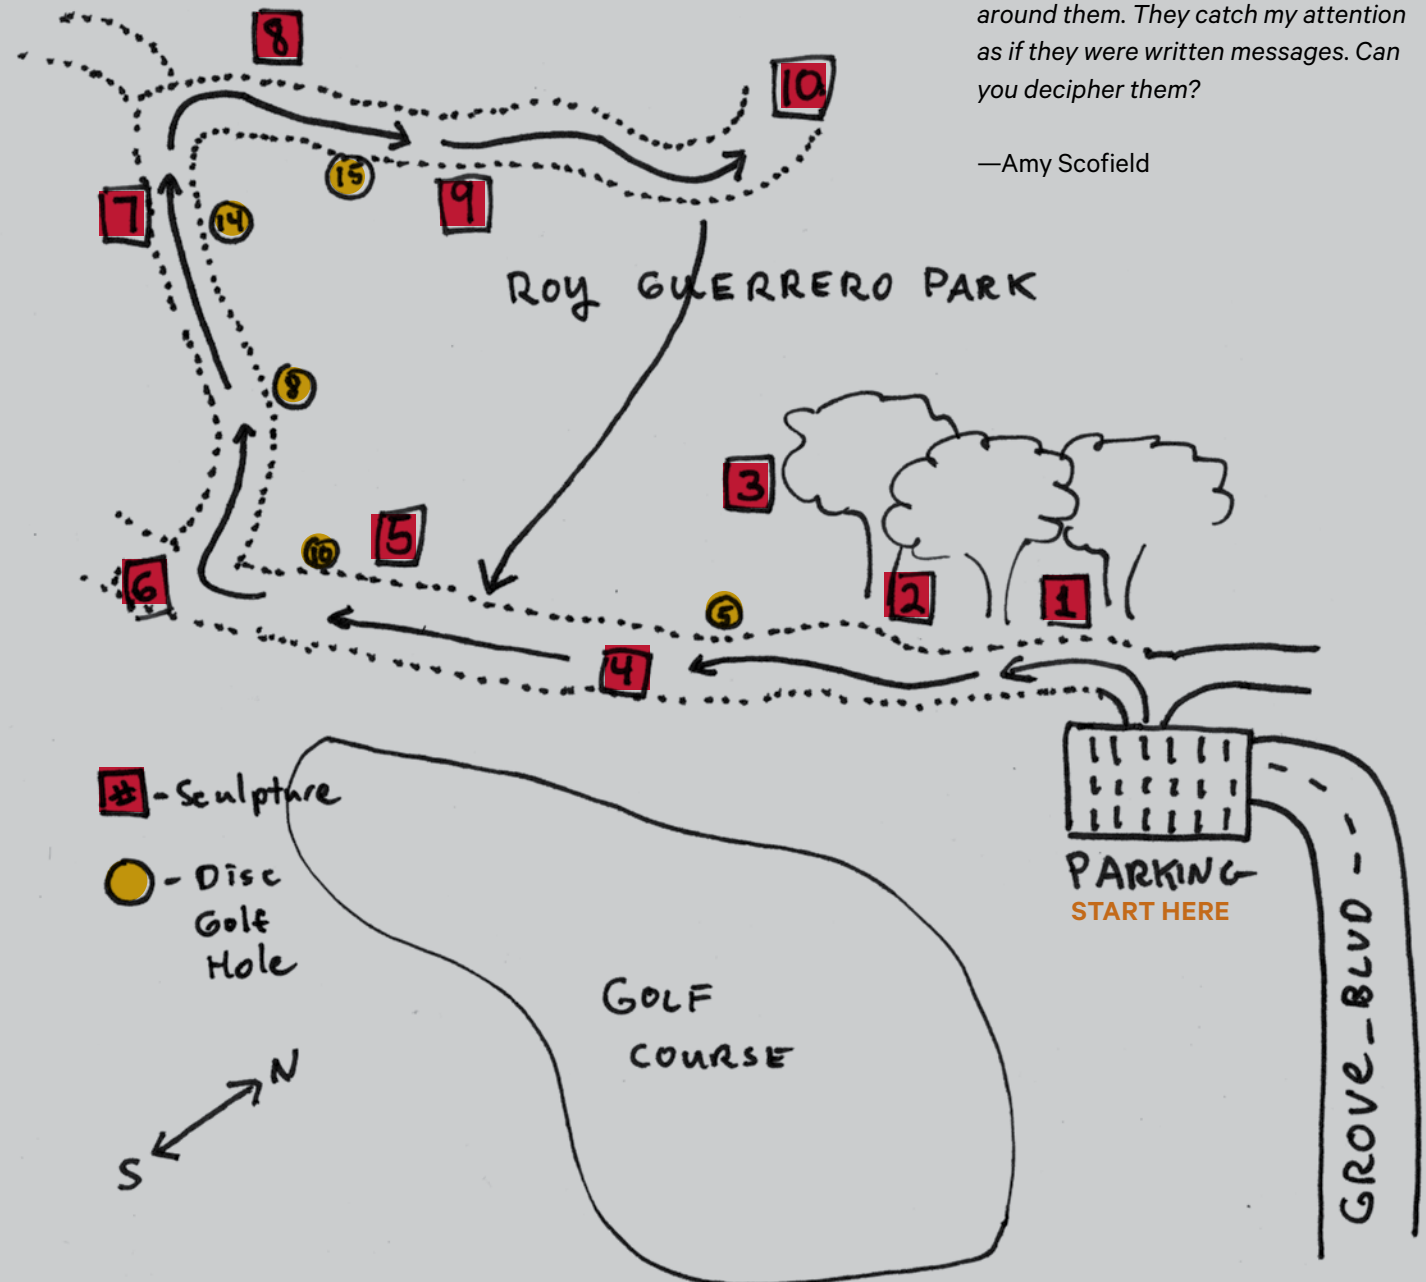 around them. They catch my attention
as if they were written messages. Can
you decipher them?
—Amy Scofield
8
10
15
9
7
14
ROY GUERRERO PARK
8
3
5
10
6
2
1
5
4
# - Sculpture
- Disc
Golf
Hole
PARKING
START HERE
GROVE BLVD
GOLF
COURSE
N
S